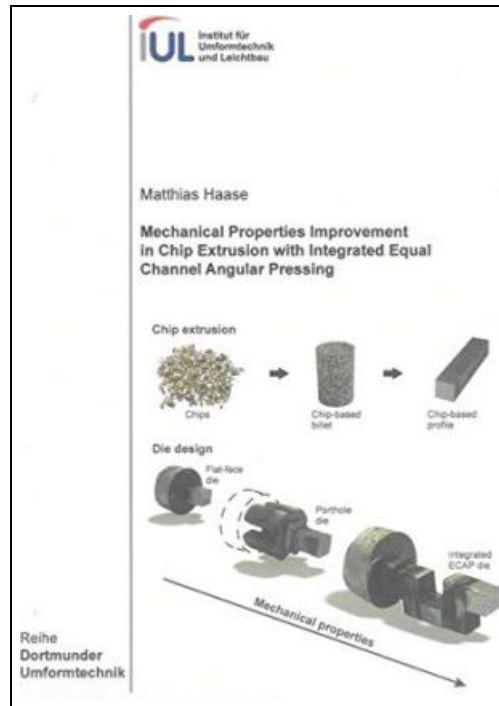 IUL
Institut für
Umformtechnik
und Leichtbau
Matthias Haase
Mechanical Properties Improvement
in Chip Extrusion with Integrated Equal
Channel Angular Pressing
Chip extrusion
Chips
Chip-based
billet
Chip-based
profile
Die design
Flat-face
die
Porthole
die
Integrated
ECAP die
Mechanical properties
Reihe
Dortmunder
Umformtechnik